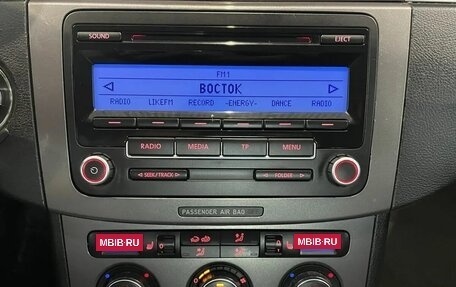 SOUND EJECT
FM1
ВОСТОК
RADIO LIKEFM RECORD -ENERGY- DANCE RADIO
RADIO MEDIA TP MENU
SEEK/TRACK FOLDER
PASSENGER AIR BAG
MBIB·RU MBIB·RU